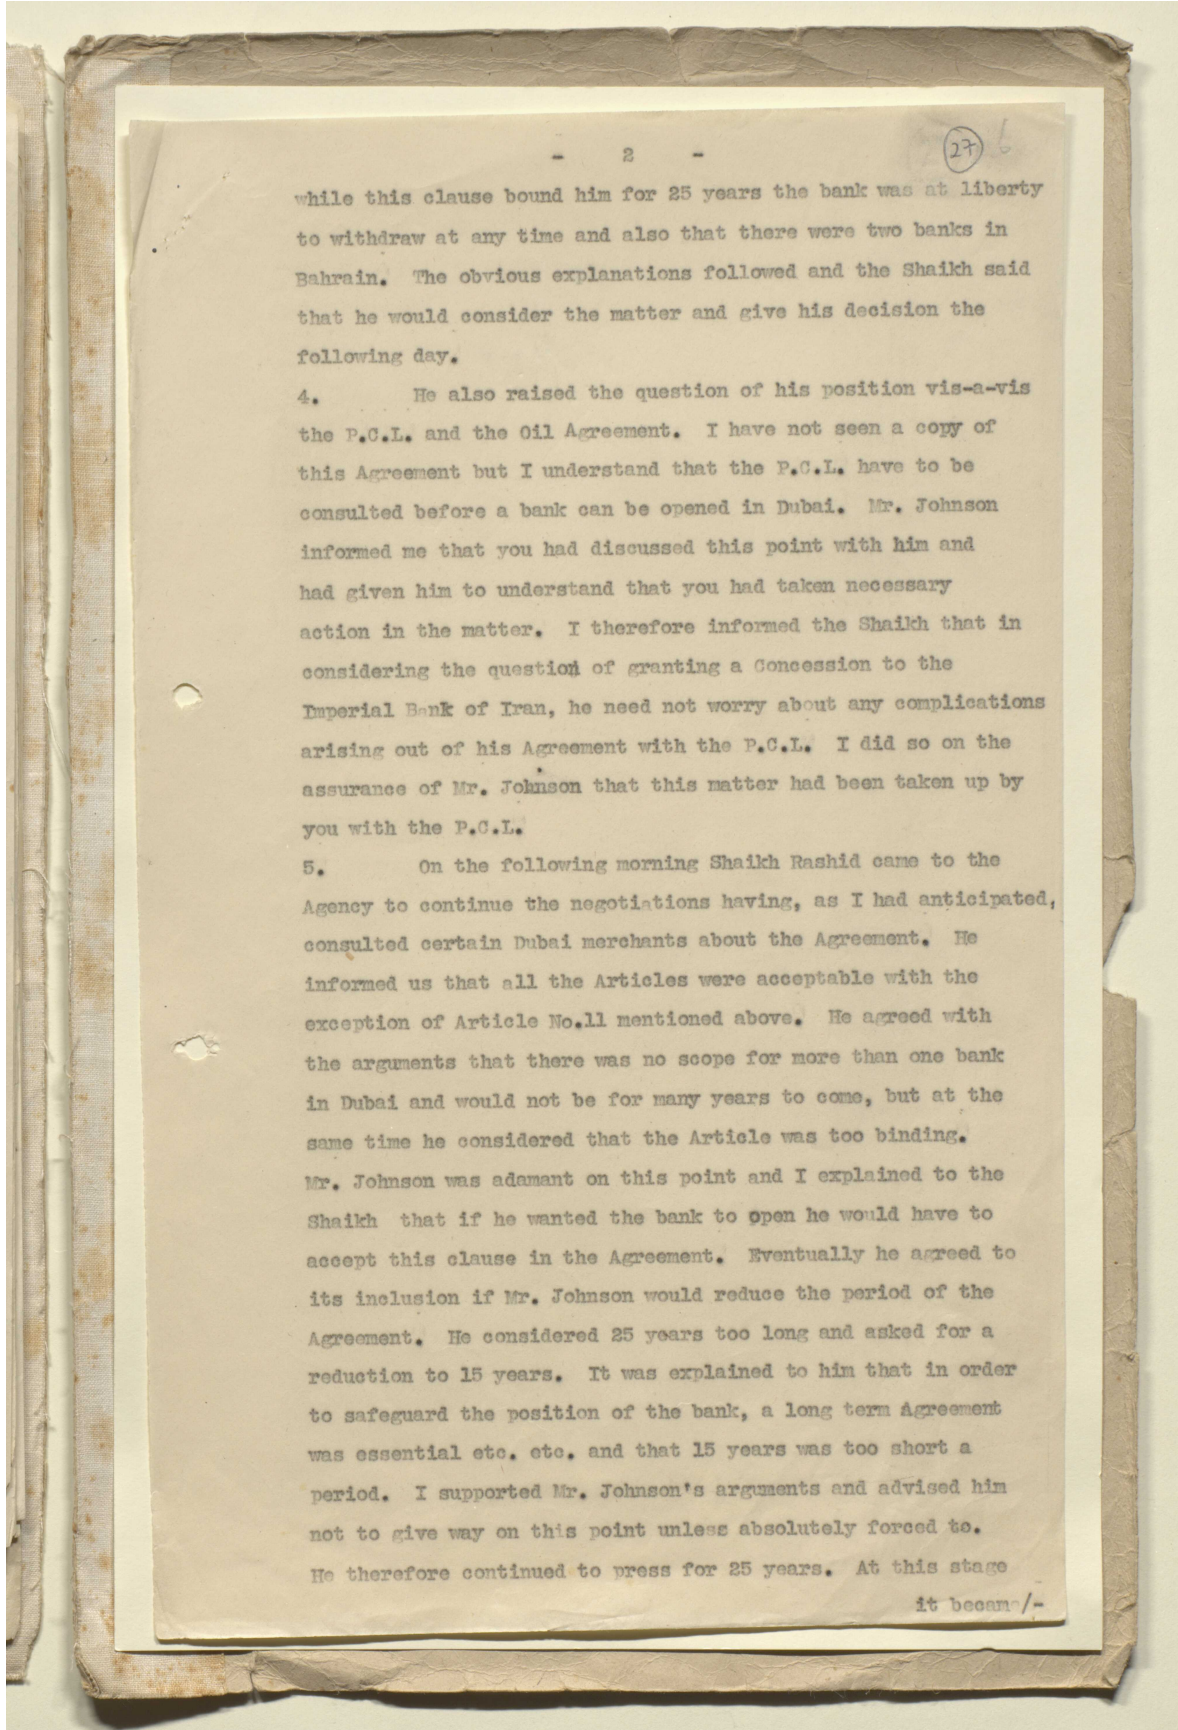 - 2 -
27 6
while this clause bound him for 25 years the bank was at liberty
to withdraw at any time and also that there were two banks in
Bahrain. The obvious explanations followed and the Shaikh said
that he would consider the matter and give his decision the
following day.
4. He also raised the question of his position vis-a-vis
the P.C.L. and the Oil Agreement. I have not seen a copy of
this Agreement but I understand that the P.C.L. have to be
consulted before a bank can be opened in Dubai. Mr. Johnson
informed me that you had discussed this point with him and
had given him to understand that you had taken necessary
action in the matter. I therefore informed the Shaikh that in
considering the question of granting a Concession to the
Imperial Bank of Iran, he need not worry about any complications
arising out of his Agreement with the P.C.L. I did so on the
assurance of Mr. Johnson that this matter had been taken up by
you with the P.C.L.
5. On the following morning Shaikh Rashid came to the
Agency to continue the negotiations having, as I had anticipated,
consulted certain Dubai merchants about the Agreement. He
informed us that all the Articles were acceptable with the
exception of Article No.11 mentioned above. He agreed with
the arguments that there was no scope for more than one bank
in Dubai and would not be for many years to come, but at the
same time he considered that the Article was too binding.
Mr. Johnson was adamant on this point and I explained to the
Shaikh that if he wanted the bank to open he would have to
accept this clause in the Agreement. Eventually he agreed to
its inclusion if Mr. Johnson would reduce the period of the
Agreement. He considered 25 years too long and asked for a
reduction to 15 years. It was explained to him that in order
to safeguard the position of the bank, a long term Agreement
was essential etc. etc. and that 15 years was too short a
period. I supported Mr. Johnson's arguments and advised him
not to give way on this point unless absolutely forced to.
He therefore continued to press for 25 years. At this stage
it became/-